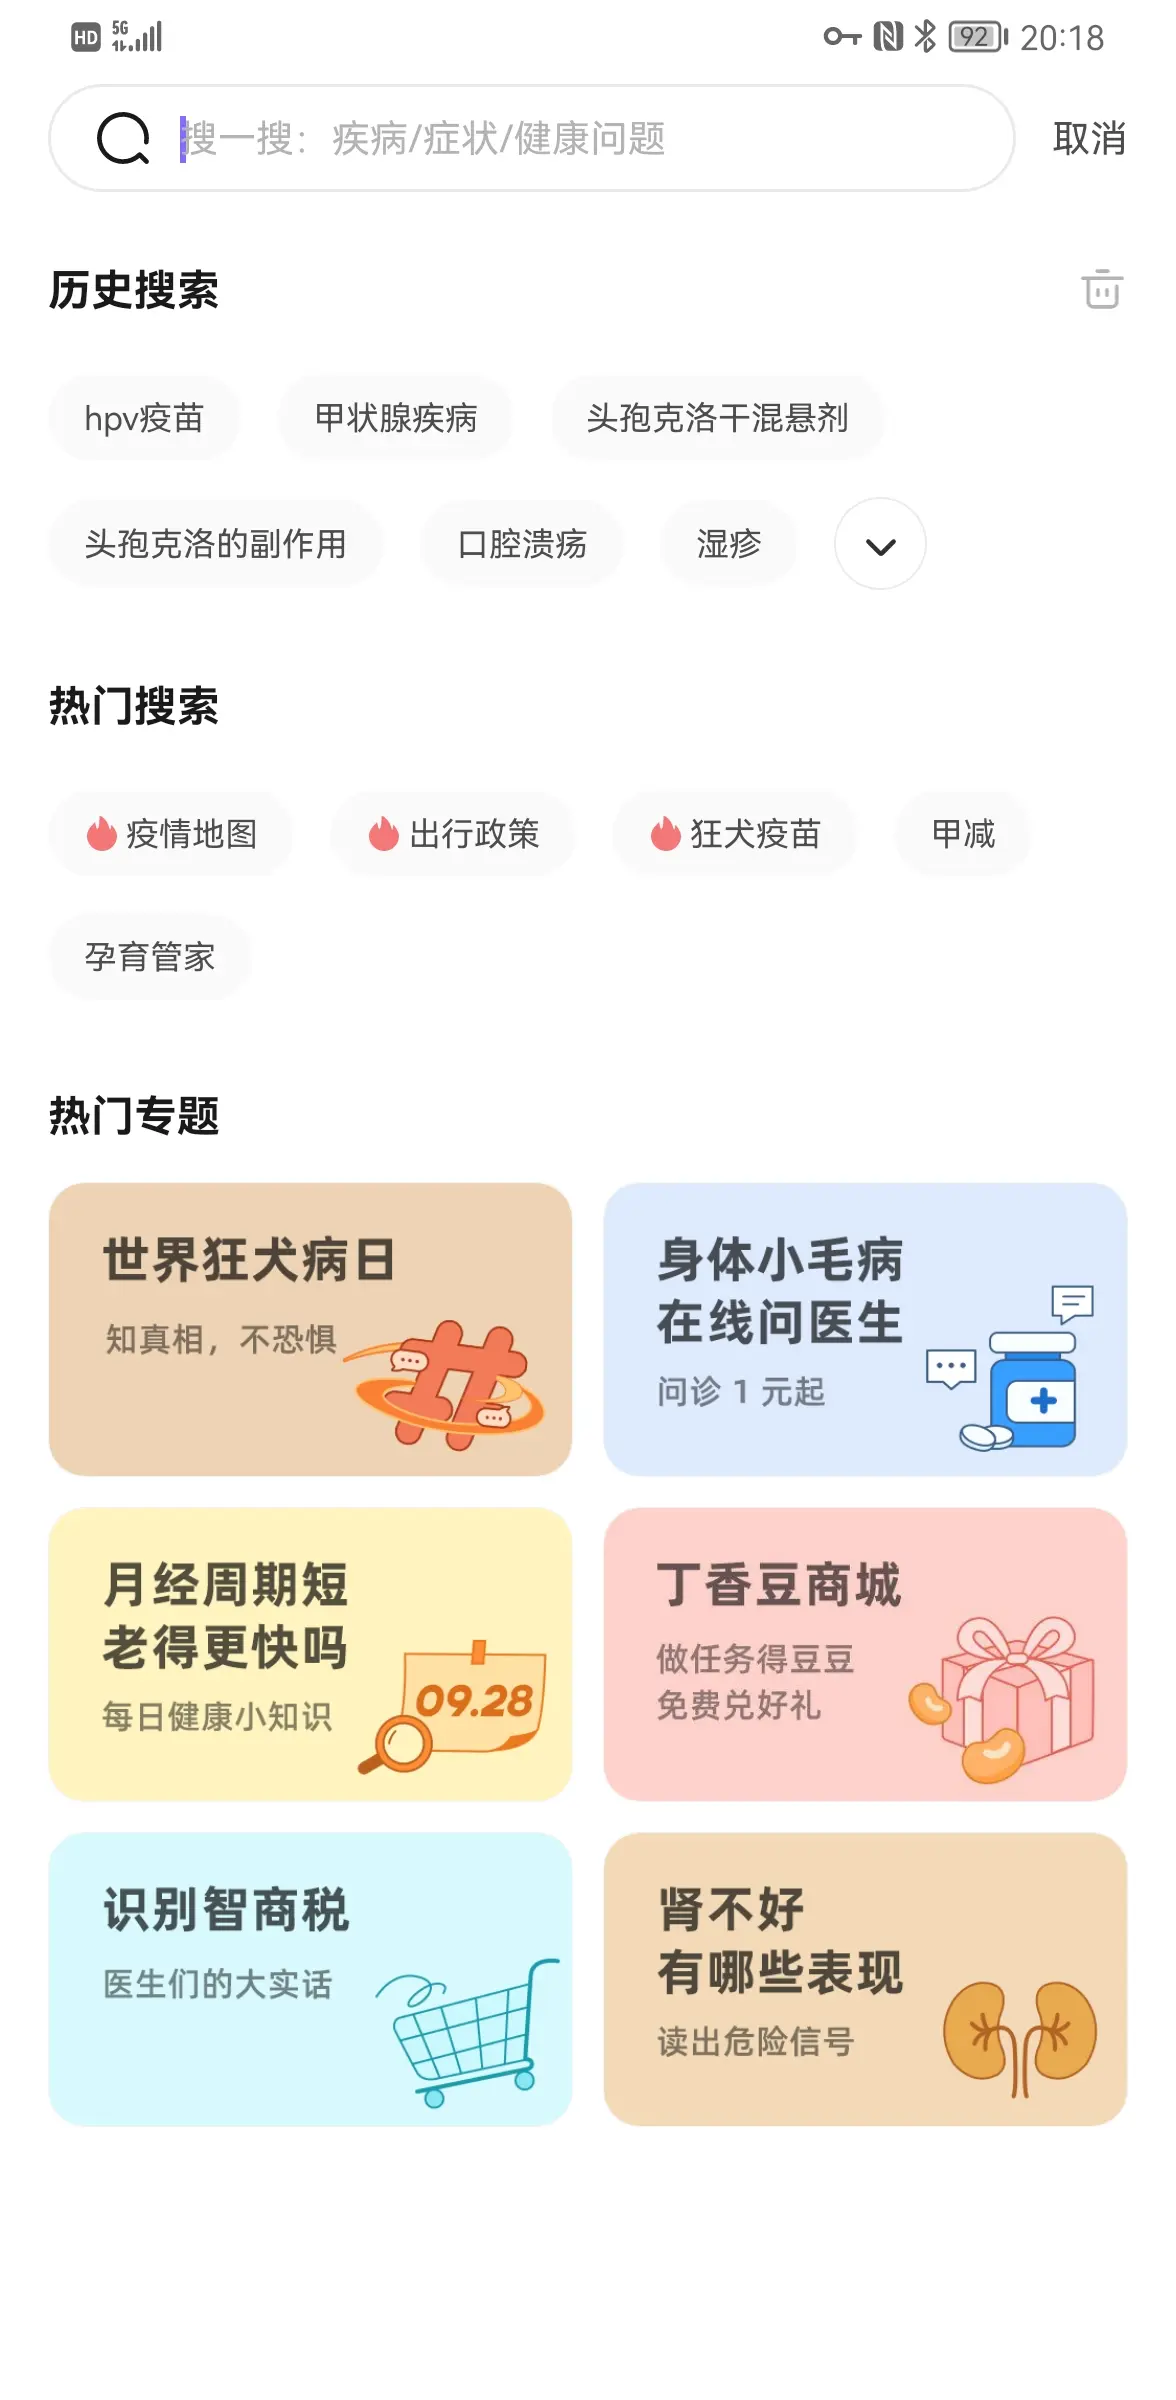 HD 5G 92 20:18
搜一搜：疾病/症状/健康问题 取消
历史搜索
hpv疫苗 甲状腺疾病 头孢克洛干混悬剂
头孢克洛的副作用 口腔溃疡 湿疹
热门搜索
疫情地图 出行政策 狂犬疫苗 甲减
孕育管家
热门专题
世界狂犬病日
知真相，不恐惧
身体小毛病
在线问医生
问诊 1 元起
月经周期短
老得更快吗
每日健康小知识
09.28
丁香豆商城
做任务得豆豆
免费兑好礼
识别智商税
医生们的大实话
肾不好
有哪些表现
读出危险信号